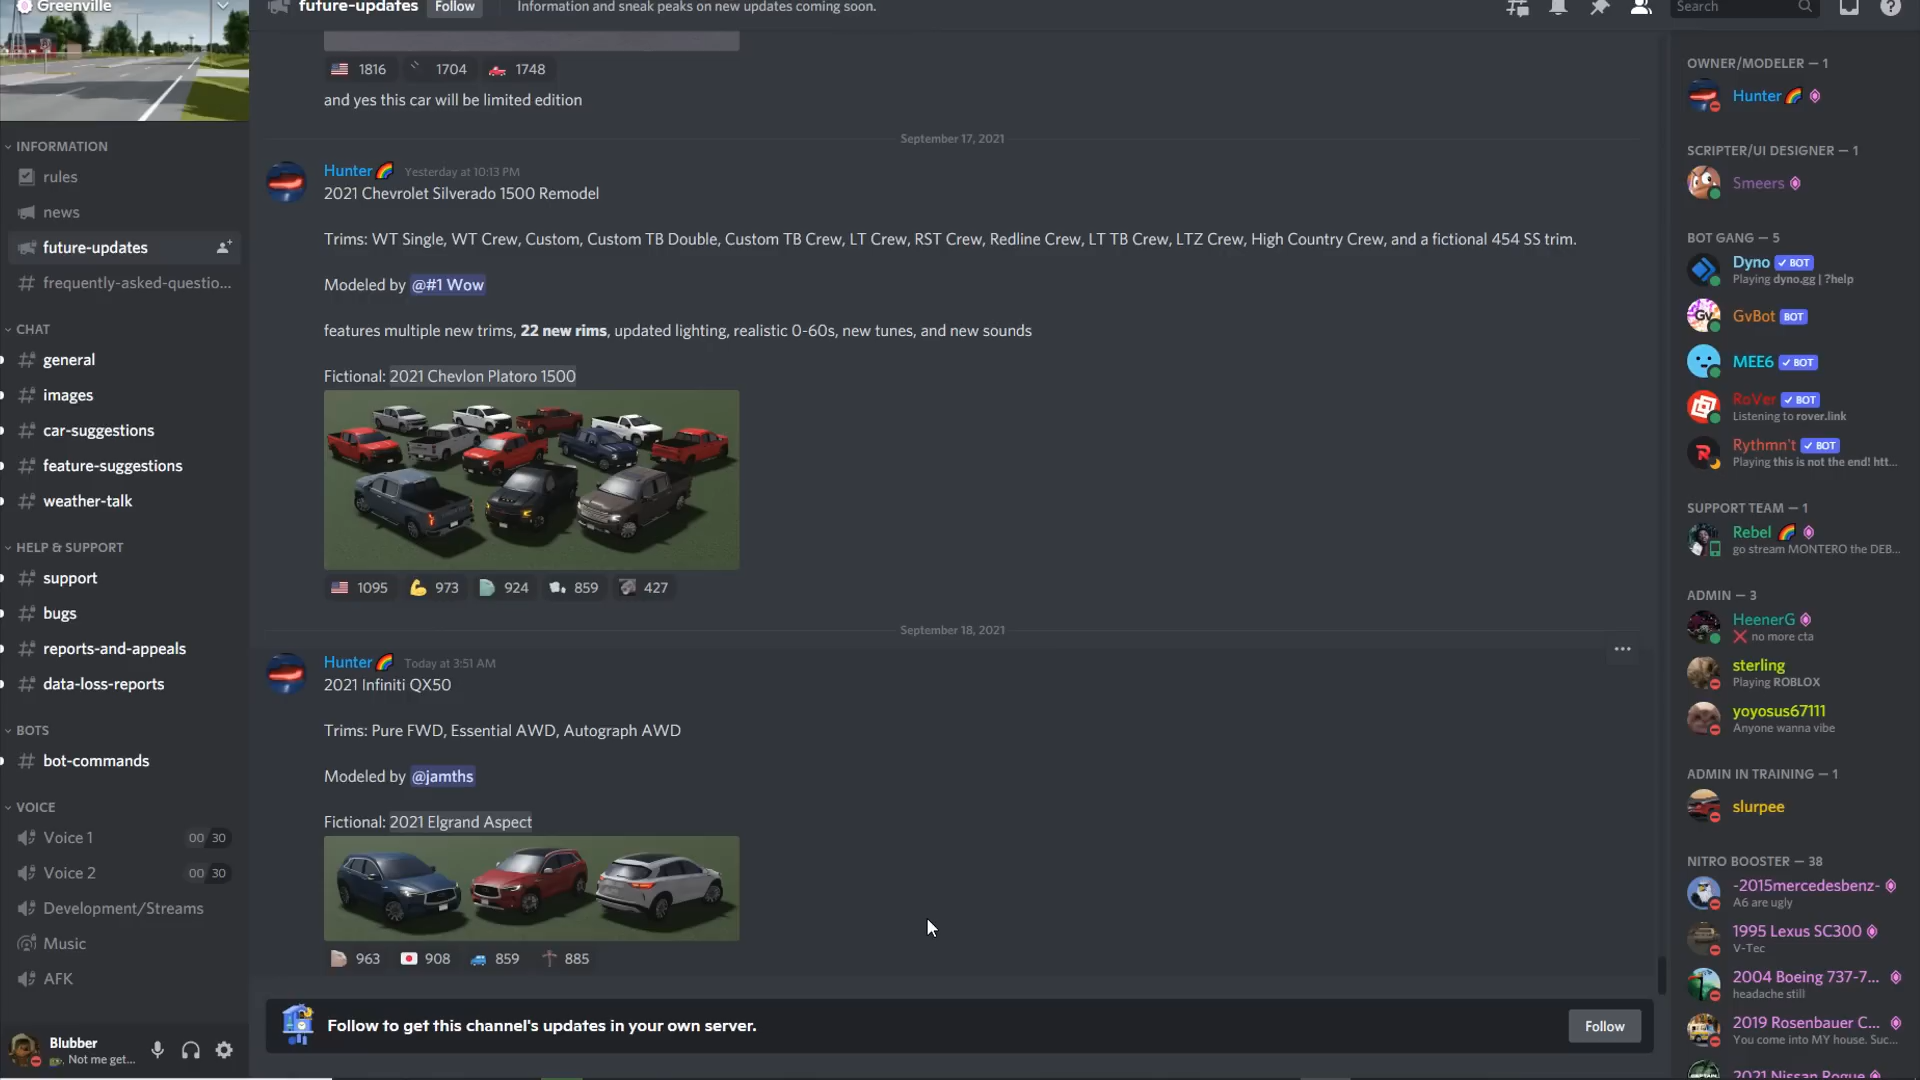 Greenville
future-updates
Follow
Information and sneak peaks on new updates coming soon.
Search
INFORMATION
rules
news
future-updates
frequently-asked-questio...
CHAT
general
images
car-suggestions
feature-suggestions
weather-talk
HELP & SUPPORT
support
bugs
reports-and-appeals
data-loss-reports
BOTS
bot-commands
VOICE
Voice 1 00 30
Voice 2 00 30
Development/Streams
Music
AFK
Blubber
Not me get...
1816 1704 1748
and yes this car will be limited edition
September 17, 2021
Hunter Yesterday at 10:13 PM
2021 Chevrolet Silverado 1500 Remodel
Trims: WT Single, WT Crew, Custom, Custom TB Double, Custom TB Crew, LT Crew, RST Crew, Redline Crew, LT TB Crew, LTZ Crew, High Country Crew, and a fictional 454 SS trim.
Modeled by @#1 Wow
features multiple new trims, 22 new rims, updated lighting, realistic 0-60s, new tunes, and new sounds
Fictional: 2021 Chevlon Platoro 1500
1095 973 924 859 427
September 18, 2021
Hunter Today at 3:51 AM
2021 Infiniti QX50
Trims: Pure FWD, Essential AWD, Autograph AWD
Modeled by @jamths
Fictional: 2021 Elgrand Aspect
963 908 859 885
Follow to get this channel's updates in your own server.
Follow
OWNER/MODELER — 1
Hunter
SCRIPTER/UI DESIGNER — 1
Smeers
BOT GANG — 5
Dyno BOT
Playing dyno.gg | ?help
GvBot BOT
MEE6 BOT
RoVer BOT
Listening to rover.link
Rythmn't BOT
Playing this is not the end! htt...
SUPPORT TEAM — 1
Rebel
go stream MONTERO the DEB...
ADMIN — 3
HeenerG
no more cta
sterling
Playing ROBLOX
yoyosus67111
Anyone wanna vibe
ADMIN IN TRAINING — 1
slurpee
NITRO BOOSTER — 38
-2015mercedesbenz-
A6 are ugly
1995 Lexus SC300
V-Tec
2004 Boeing 737-7...
headache still
2019 Rosenbauer C...
You come into MY house. Suc...
2021 Nissan Rogue